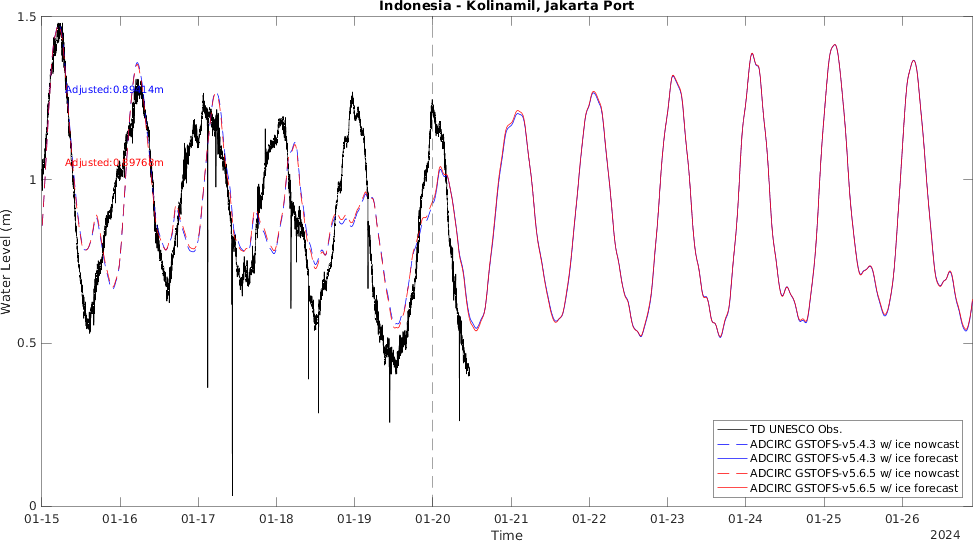 Indonesia - Kolinamil, Jakarta Port
1.5
1
0.5
0
Water Level (m)
01-15
01-16
01-17
01-18
01-19
01-20
01-21
01-22
01-23
01-24
01-25
01-26
Time
2024
TD UNESCO Obs.
ADCIRC GSTOFS-v5.4.3 w/ ice nowcast
ADCIRC GSTOFS-v5.4.3 w/ ice forecast
ADCIRC GSTOFS-v5.6.5 w/ ice nowcast
ADCIRC GSTOFS-v5.6.5 w/ ice forecast